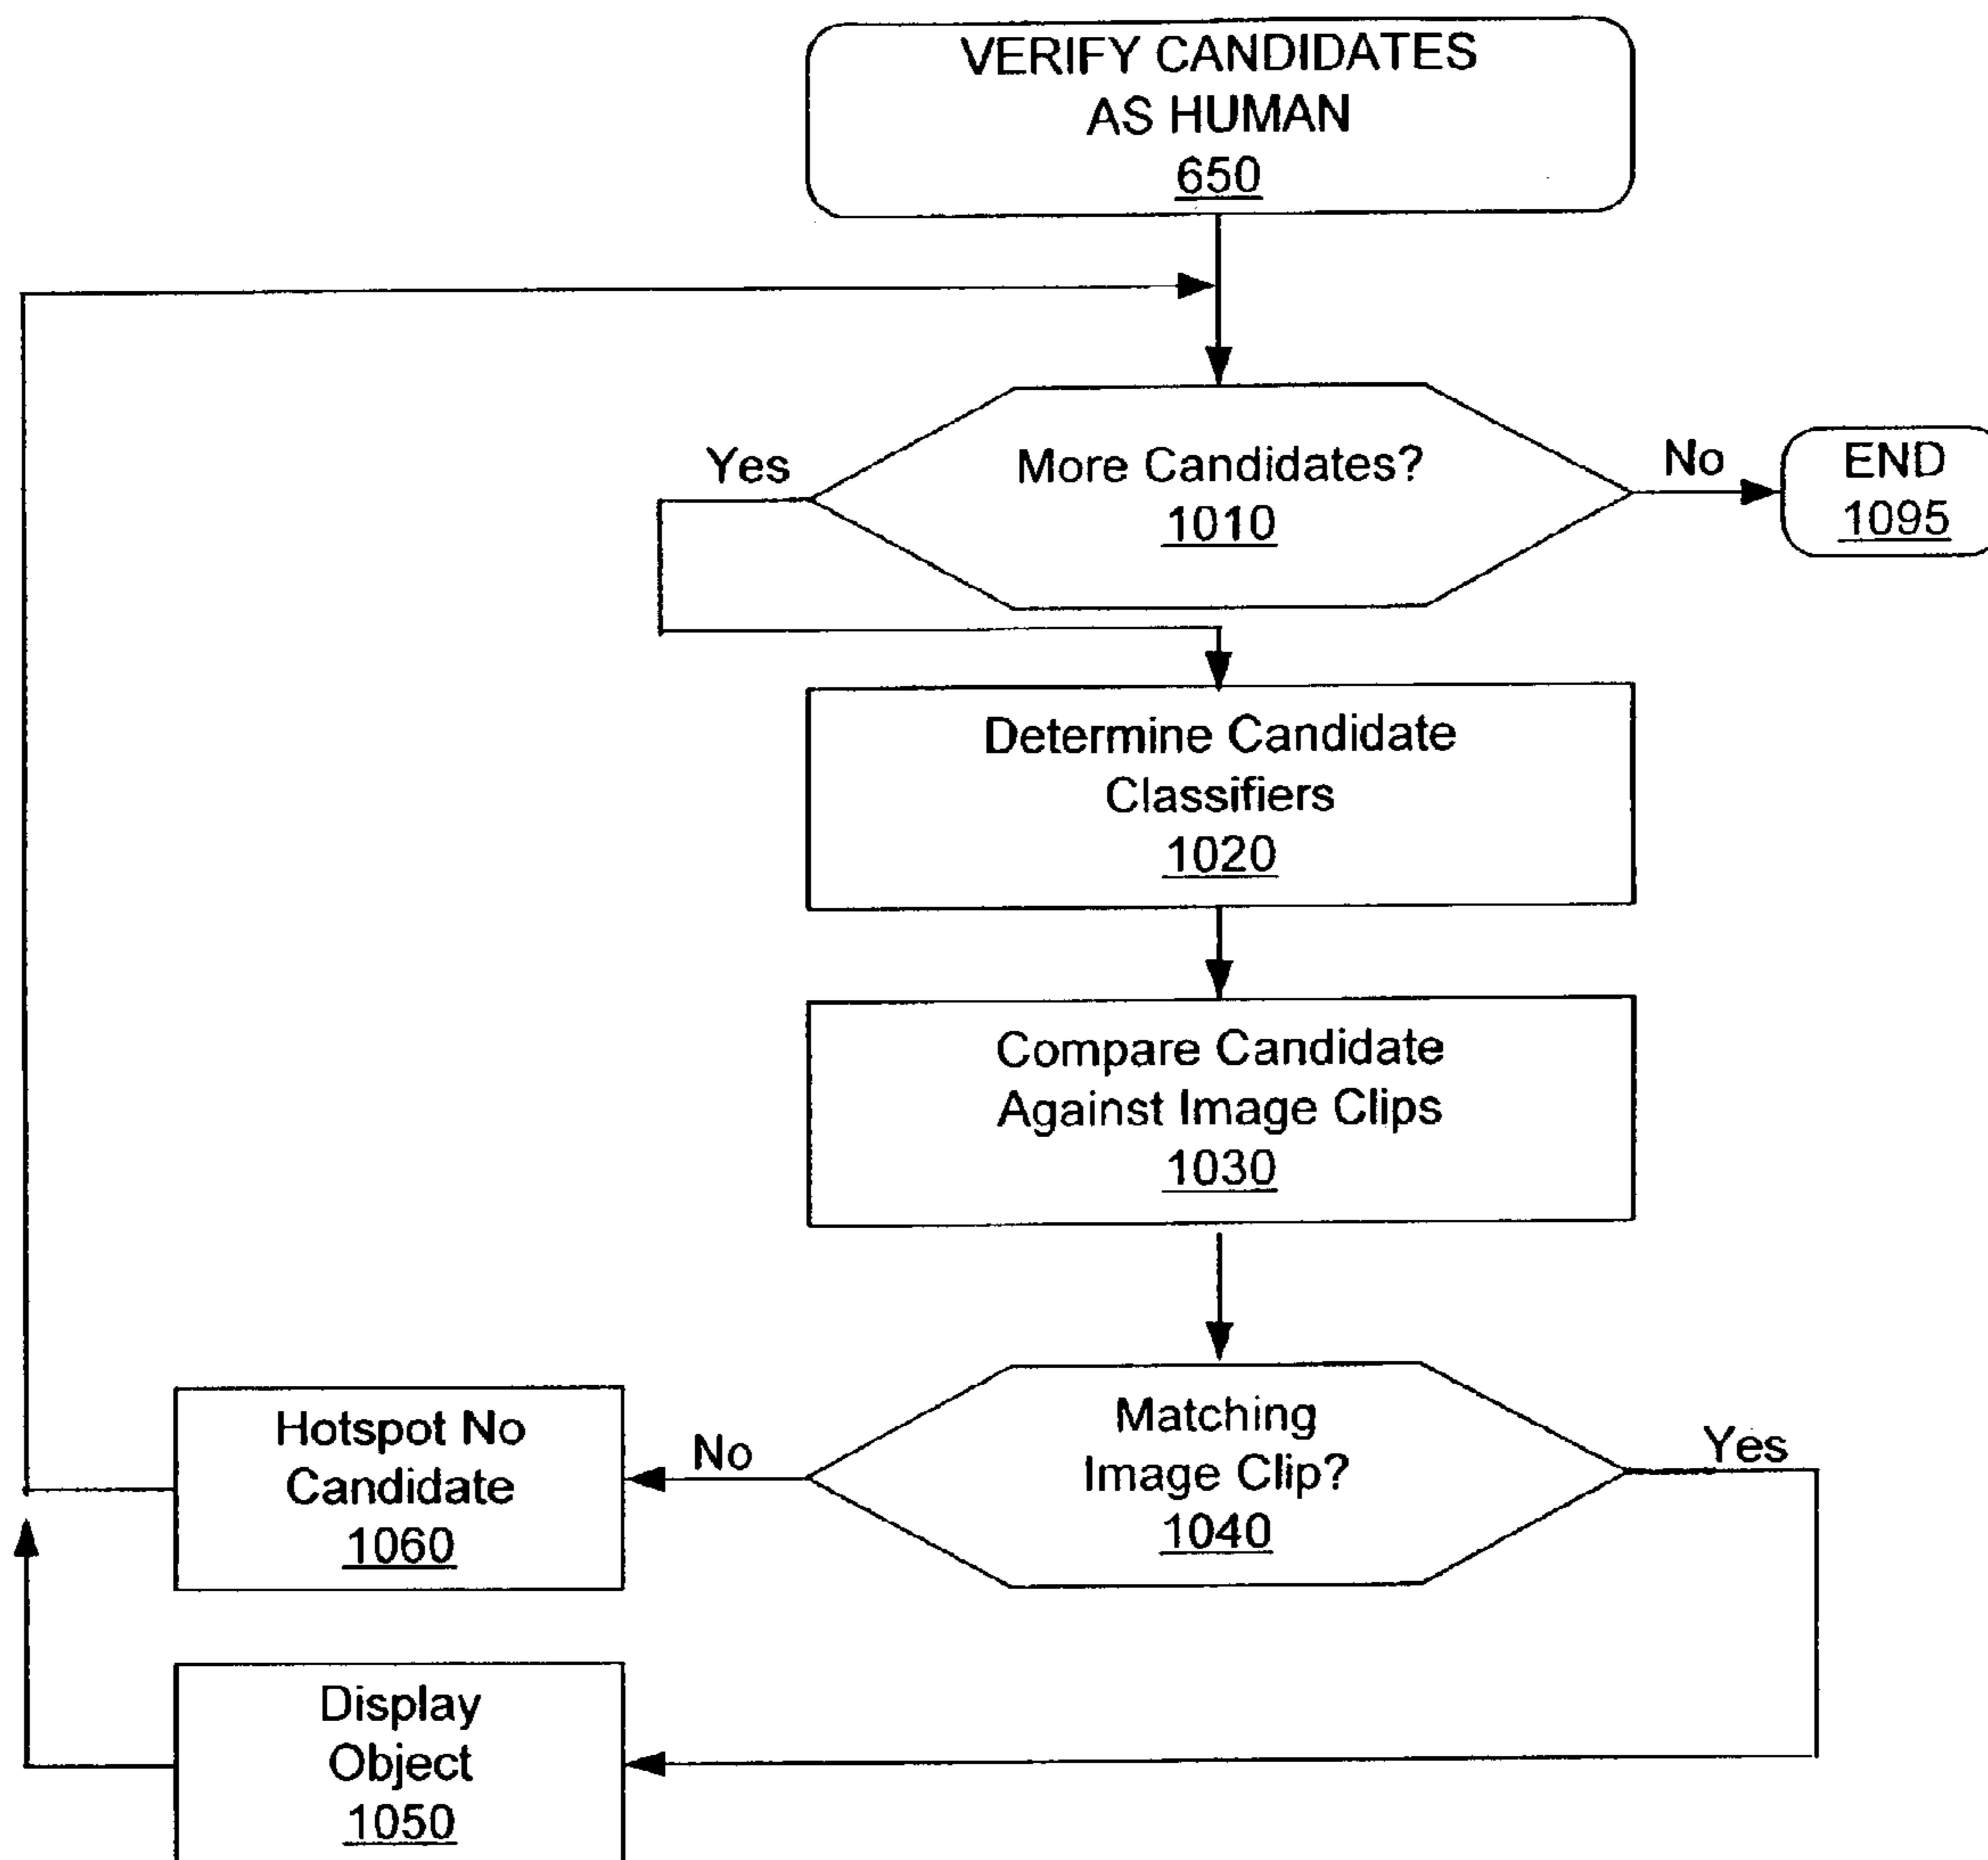 VERIFY CANDIDATES
AS HUMAN
650
Yes
More Candidates?
1010
No
END
1095
Determine Candidate
Classifiers
1020
Compare Candidate
Against Image Clips
1030
Hotspot No
Candidate
1060
No
Matching
Image Clip?
1040
Yes
Display
Object
1050